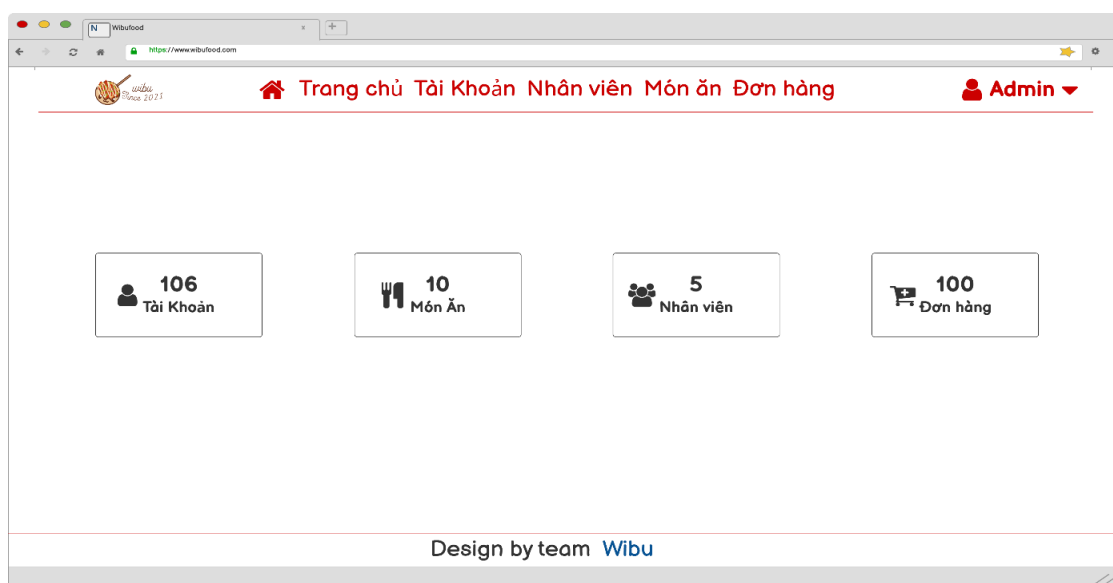 N Wibufood
https://www.wibufood.com
wibu
Since 2021
Trang chủ Tài Khoản Nhân viên Món ăn Đơn hàng
Admin
106
Tài Khoản
10
Món Ăn
5
Nhân viên
100
Đơn hàng
Design by team Wibu